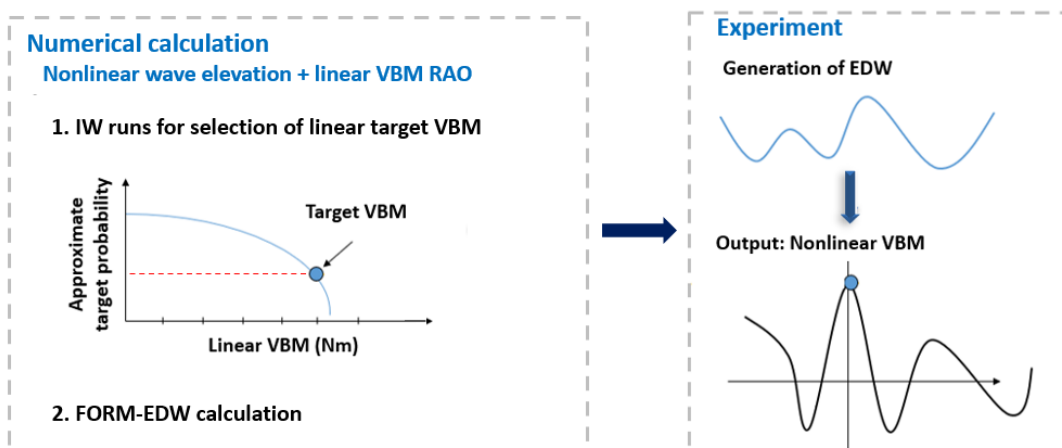 Numerical calculation
Nonlinear wave elevation + linear VBM RAO
1. IW runs for selection of linear target VBM
Approximate
target probability
Target VBM
Linear VBM (Nm)
2. FORM-EDW calculation
Experiment
Generation of EDW
Output: Nonlinear VBM